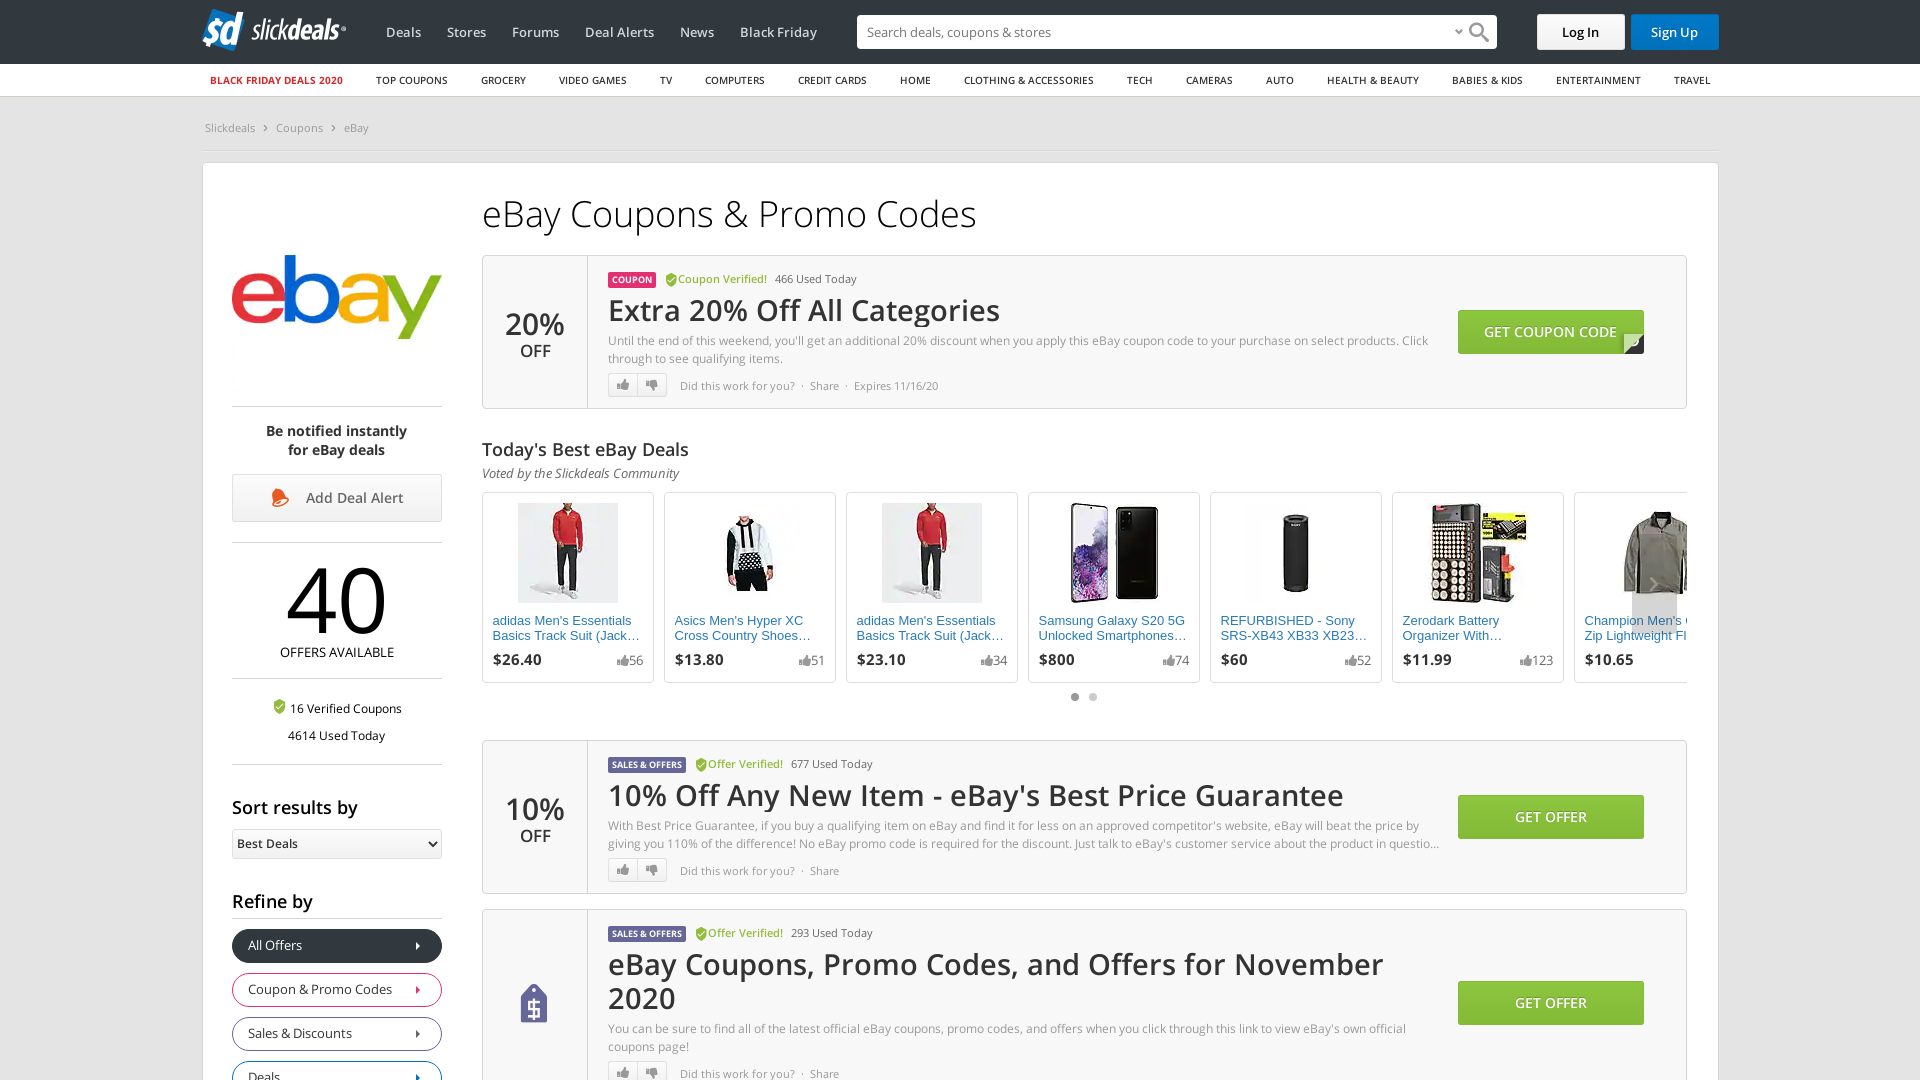 slickdeals
Deals
Stores
Forums
Deal Alerts
News
Black Friday
Search deals, coupons & stores
Log In
Sign Up
BLACK FRIDAY DEALS 2020
TOP COUPONS
GROCERY
VIDEO GAMES
TV
COMPUTERS
CREDIT CARDS
HOME
CLOTHING & ACCESSORIES
TECH
CAMERAS
AUTO
HEALTH & BEAUTY
BABIES & KIDS
ENTERTAINMENT
TRAVEL
Slickdeals > Coupons > eBay
ebay
Be notified instantly
for eBay deals
Add Deal Alert
40
OFFERS AVAILABLE
16 Verified Coupons
4614 Used Today
Sort results by
Best Deals
Refine by
All Offers
Coupon & Promo Codes
Sales & Discounts
Deals
eBay Coupons & Promo Codes
20%
OFF
COUPON Coupon Verified! 466 Used Today
Extra 20% Off All Categories
Until the end of this weekend, you'll get an additional 20% discount when you apply this eBay coupon code to your purchase on select products. Click
through to see qualifying items.
Did this work for you? · Share · Expires 11/16/20
GET COUPON CODE
Today's Best eBay Deals
Voted by the Slickdeals Community
adidas Men's Essentials
Basics Track Suit (Jack…
$26.40 56
Asics Men's Hyper XC
Cross Country Shoes…
$13.80 51
adidas Men's Essentials
Basics Track Suit (Jack…
$23.10 34
Samsung Galaxy S20 5G
Unlocked Smartphones…
$800 74
REFURBISHED - Sony
SRS-XB43 XB33 XB23…
$60 52
Zerodark Battery
Organizer With…
$11.99 123
Champion Men's
Zip Lightweight Fl
$10.65
10%
OFF
SALES & OFFERS Offer Verified! 677 Used Today
10% Off Any New Item - eBay's Best Price Guarantee
With Best Price Guarantee, if you buy a qualifying item on eBay and find it for less on an approved competitor's website, eBay will beat the price by
giving you 110% of the difference! No eBay promo code is required for the discount. Just talk to eBay's customer service about the product in questio…
Did this work for you? · Share
GET OFFER
SALES & OFFERS Offer Verified! 293 Used Today
eBay Coupons, Promo Codes, and Offers for November
2020
You can be sure to find all of the latest official eBay coupons, promo codes, and offers when you click through this link to view eBay's own official
coupons page!
Did this work for you? · Share
GET OFFER